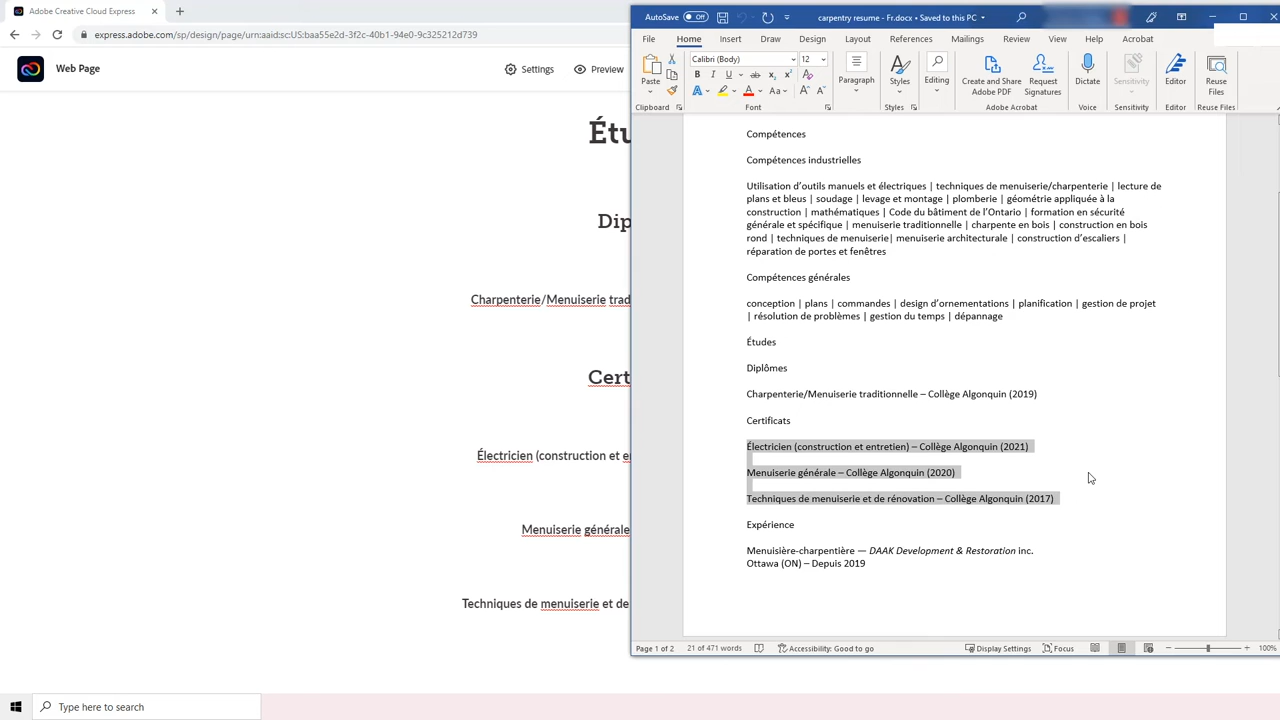 Adobe Creative Cloud Express
express.adobe.com/sp/design/page/urn:aaid:sc:US:baa55e2d-3f2c-40b1-94e0-9c325212d779
Web Page
Settings
Preview
Charpenterie/Menuiserie trad
Électricien (construction et e
Menuiserie générale
Techniques de menuiserie et de
AutoSave
Off
carpentry resume - Fr.docx • Saved to this PC
File Home Insert Draw Design Layout References Mailings Review View Help Acrobat
Paste
Calibri (Body)
12
Paragraph
Styles
Editing
Create and Share
Adobe PDF
Request
Signatures
Dictate
Sensitivity
Editor
Reuse
Files
Clipboard
Font
Styles
Adobe Acrobat
Voice
Sensitivity
Editor
Reuse Files
Compétences
Compétences industrielles
Utilisation d’outils manuels et électriques | techniques de menuiserie/charpenterie | lecture de
plans et bleus | soudage | levage et montage | plomberie | géométrie appliquée à la
construction | mathématiques | Code du bâtiment de l’Ontario | formation en sécurité
générale et spécifique | menuiserie traditionnelle | charpente en bois | construction en bois
rond | techniques de menuiserie| menuiserie architecturale | construction d’escaliers |
réparation de portes et fenêtres
Compétences générales
conception | plans | commandes | design d’ornementations | planification | gestion de projet
| résolution de problèmes | gestion du temps | dépannage
Études
Diplômes
Charpenterie/Menuiserie traditionnelle – Collège Algonquin (2019)
Certificats
Électricien (construction et entretien) – Collège Algonquin (2021)
Menuiserie générale – Collège Algonquin (2020)
Techniques de menuiserie et de rénovation – Collège Algonquin (2017)
Expérience
Menuisière-charpentière — DAAK Development & Restoration inc.
Ottawa (ON) – Depuis 2019
Page 1 of 2
21 of 471 words
Accessibility: Good to go
Display Settings
Focus
100%
Type here to search